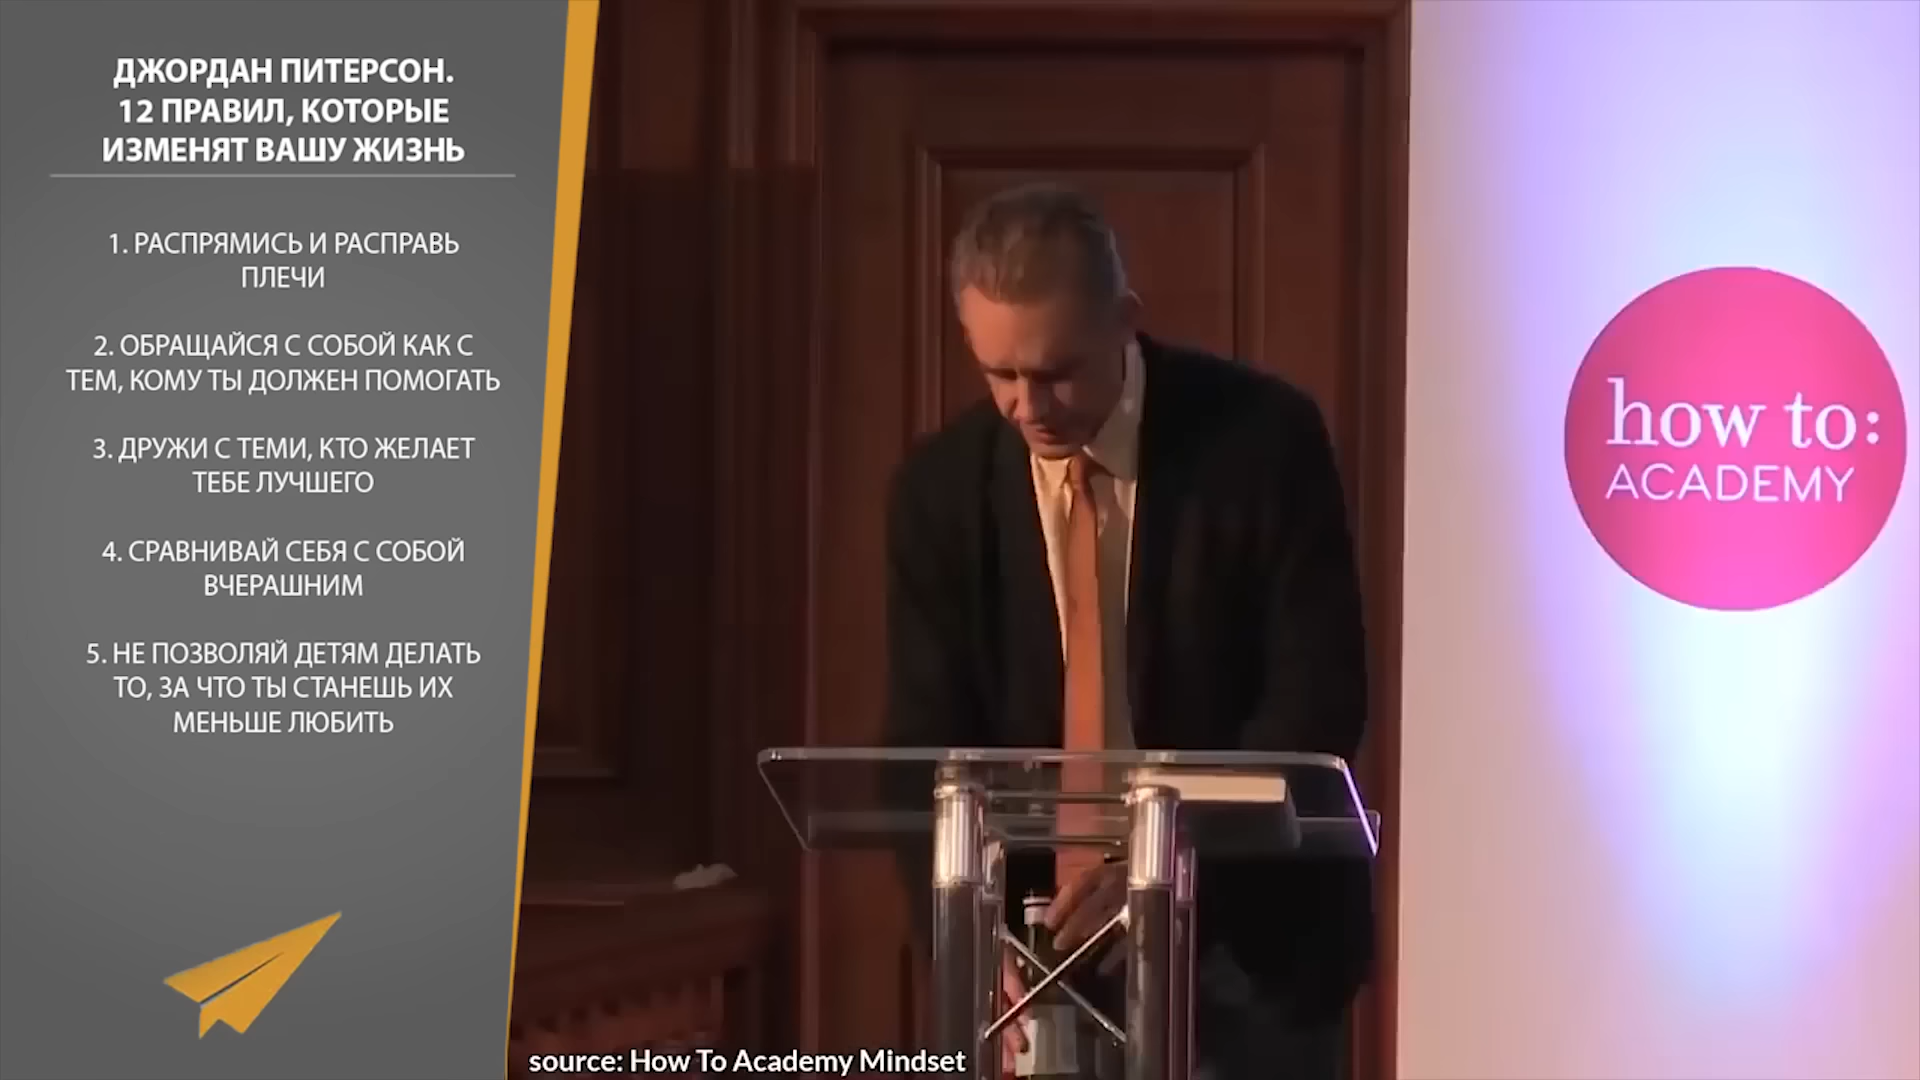 ДЖОРДАН ПИТЕРСОН.
12 ПРАВИЛ, КОТОРЫЕ
ИЗМЕНЯТ ВАШУ ЖИЗНЬ
1. РАСПРЯМИСЬ И РАСПРАВЬ
ПЛЕЧИ
2. ОБРАЩАЙСЯ С СОБОЙ КАК С
ТЕМ, КОМУ ТЫ ДОЛЖЕН ПОМОГАТЬ
3. ДРУЖИ С ТЕМИ, КТО ЖЕЛАЕТ
ТЕБЕ ЛУЧШЕГО
4. СРАВНИВАЙ СЕБЯ С СОБОЙ
ВЧЕРАШНИМ
5. НЕ ПОЗВОЛЯЙ ДЕТЯМ ДЕЛАТЬ
ТО, ЗА ЧТО ТЫ СТАНЕШЬ ИХ
МЕНЬШЕ ЛЮБИТЬ
how to:
ACADEMY
source: How To Academy Mindset